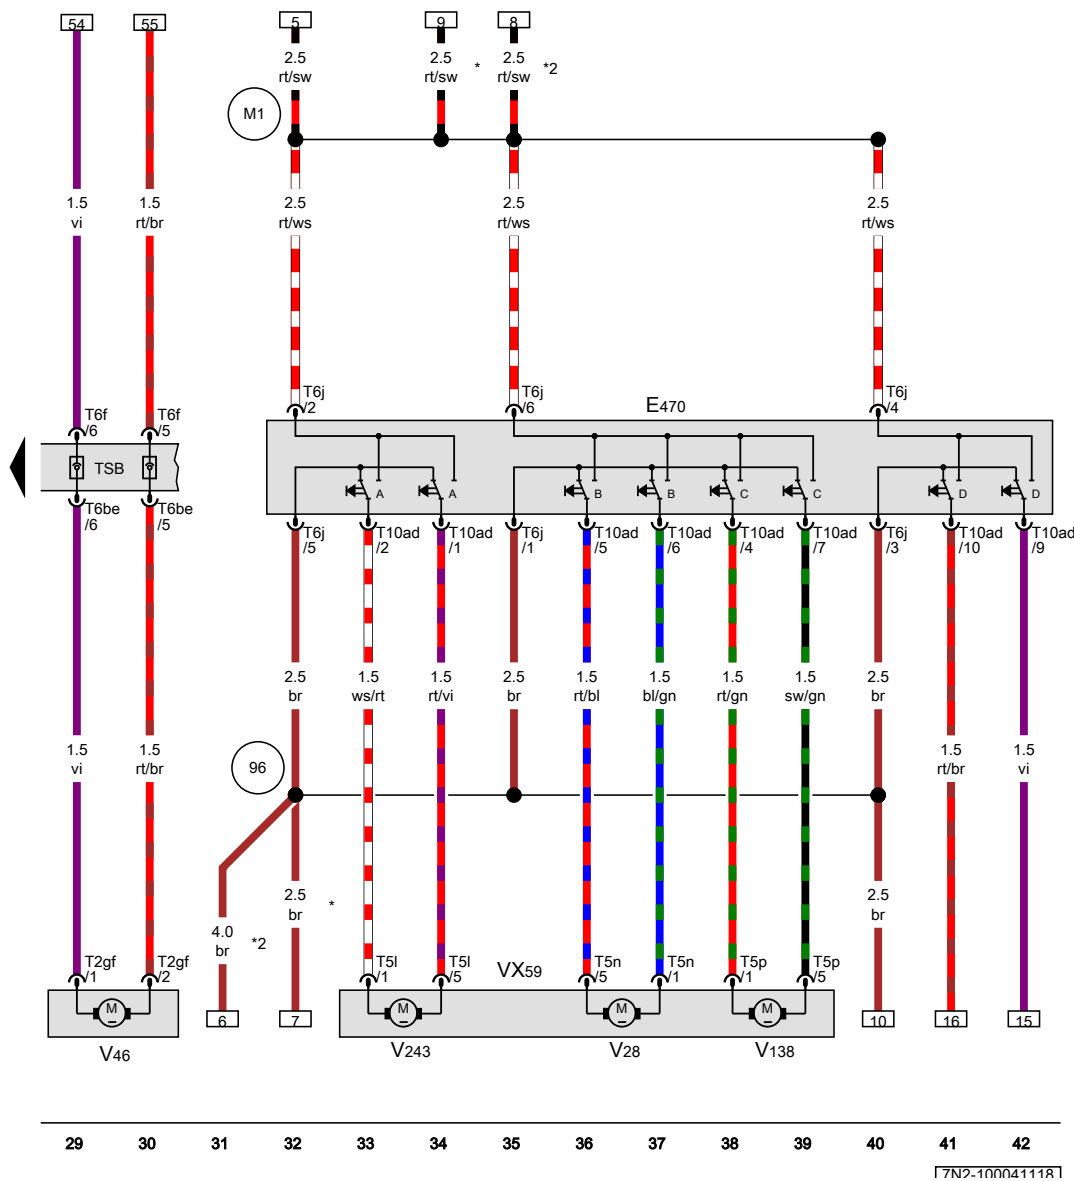 54 55 5 9 8
2.5 2.5 2.5
rt/sw rt/sw * rt/sw *2
M1
1.5 1.5 2.5 2.5 2.5
vi rt/br rt/ws rt/ws rt/ws
T6j T6j E470 T6j
/2 /6 /4
T6f T6f
/6 /5
TSB
A A B B C C D D
T6be T6be
/6 /5
T6j T10ad T10ad T6j T10ad T10ad T10ad T10ad T6j T10ad T10ad
/5 /2 /1 /1 /5 /6 /4 /7 /3 /10 /9
2.5 1.5 1.5 2.5 1.5 1.5 1.5 1.5 2.5
br ws/rt rt/vi br rt/bl bl/gn rt/gn sw/gn br
1.5 1.5 1.5 1.5
vi rt/br rt/br vi
96
2.5 * 2.5
br br
4.0
br *2
T2gf T2gf T5l T5l VX59 T5n T5n T5p T5p
/1 /2 /1 /5 /5 /1 /1 /5
M M M M
6 7 10 16 15
V46 V243 V28 V138
29 30 31 32 33 34 35 36 37 38 39 40 41 42
7N2-100041118